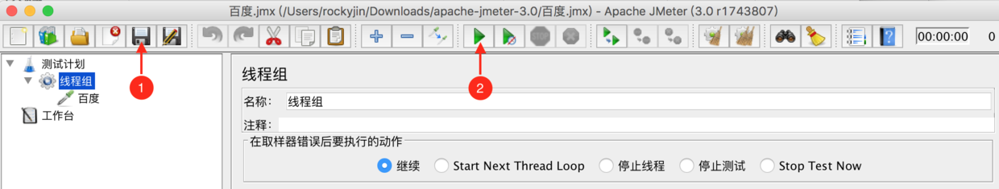 百度.jmx (/Users/rockyjin/Downloads/apache-jmeter-3.0/百度.jmx) - Apache JMeter (3.0 r1743807)
STOP
00:00:00 0
测试计划
线程组
百度
工作台
1
2
线程组
名称： 线程组
注释：
在取样器错误后要执行的动作
继续 Start Next Thread Loop 停止线程 停止测试 Stop Test Now